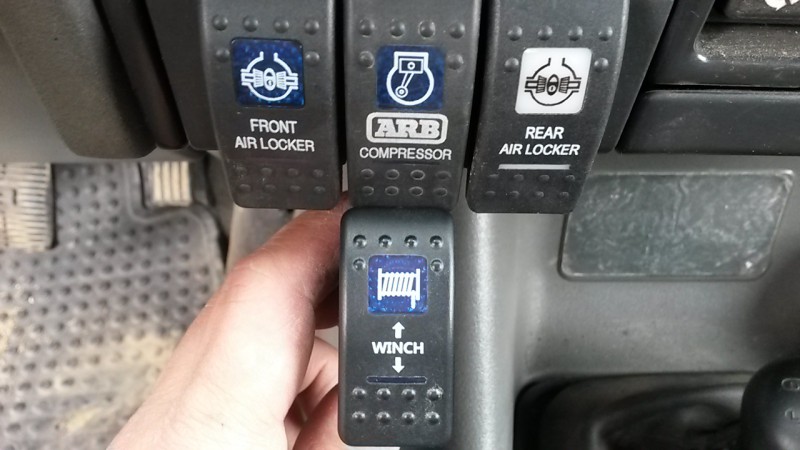 FRONT
AIR LOCKER
ARB
COMPRESSOR
REAR
AIR LOCKER
WINCH